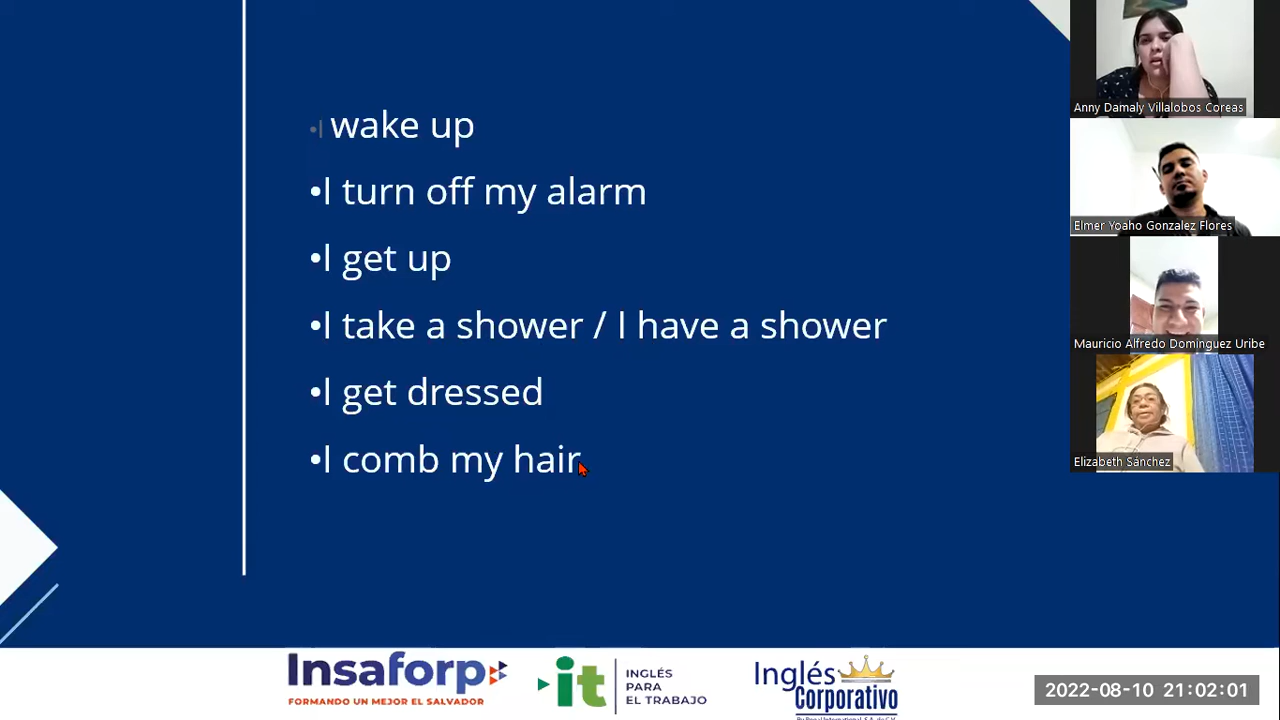 •I wake up
•I turn off my alarm
•I get up
•I take a shower / I have a shower
•I get dressed
•I comb my hair
Anny Damaly Villalobos Coreas
Elmer Yoaho Gonzalez Flores
Mauricio Alfredo Domínguez Uribe
Elizabeth Sánchez
Insaforp
FORMANDO UN MEJOR EL SALVADOR
it
INGLÉS
PARA
EL TRABAJO
Inglés
Corporativo
2022-08-10 21:02:01